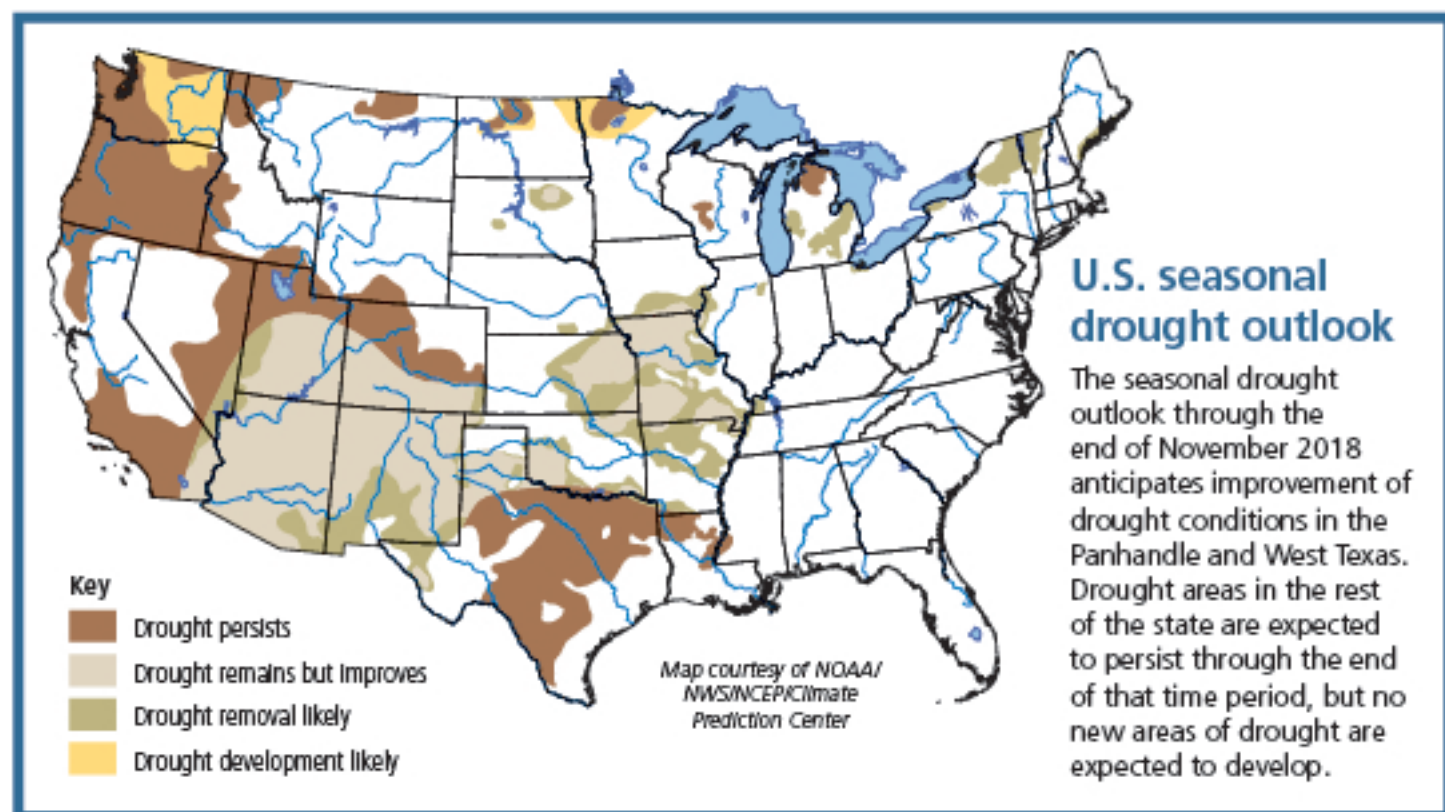 U.S. seasonal
drought outlook
The seasonal drought
outlook through the
end of November 2018
anticipates improvement of
drought conditions in the
Panhandle and West Texas.
Drought areas in the rest
of the state are expected
to persist through the end
of that time period, but no
new areas of drought are
expected to develop.
Key
Drought persists
Drought remains but improves
Drought removal likely
Drought development likely
Map courtesy of NOAA/
NWS/NCEP/Climate
Prediction Center